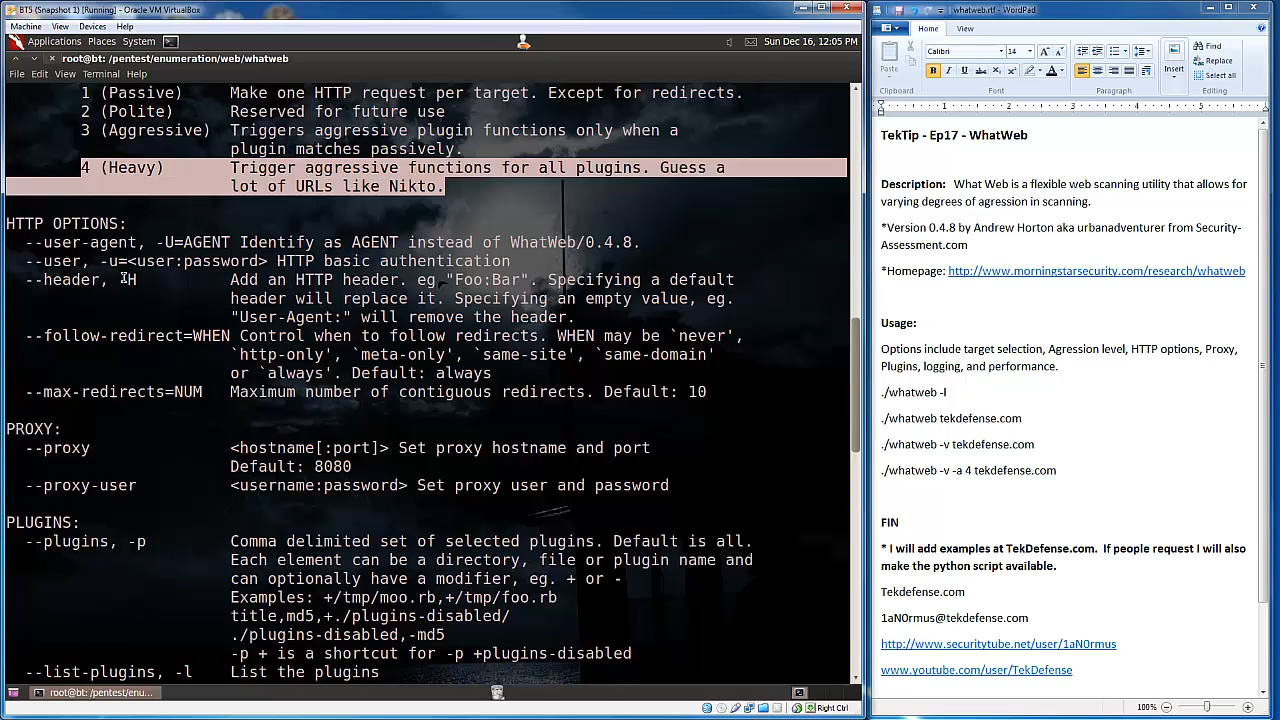 BT5 (Snapshot 1) [Running] - Oracle VM VirtualBox
Machine View Devices Help
Applications Places System
Sun Dec 16, 12:05 PM
root@bt: /pentest/enumeration/web/whatweb
File Edit View Terminal Help
1 (Passive) Make one HTTP request per target. Except for redirects.
2 (Polite) Reserved for future use.
3 (Aggressive) Triggers aggressive plugin functions only when a
plugin matches passively.
4 (Heavy) Trigger aggressive functions for all plugins. Guess a
lot of URLs like Nikto.
HTTP OPTIONS:
--user-agent, -U=AGENT Identify as AGENT instead of WhatWeb/0.4.8.
--user, -u=<user:password> HTTP basic authentication
--header, -H Add an HTTP header. eg "Foo:Bar". Specifying a default
header will replace it. Specifying an empty value, eg.
"User-Agent:" will remove the header.
--follow-redirect=WHEN Control when to follow redirects. WHEN may be `never',
`http-only', `meta-only', `same-site', `same-domain'
or `always'. Default: always
--max-redirects=NUM Maximum number of contiguous redirects. Default: 10
PROXY:
--proxy <hostname[:port]> Set proxy hostname and port
Default: 8080
--proxy-user <username:password> Set proxy user and password
PLUGINS:
--plugins, -p Comma delimited set of selected plugins. Default is all.
Each element can be a directory, file or plugin name and
can optionally have a modifier, eg. + or -
Examples: +/tmp/moo.rb,+/tmp/foo.rb
title,md5,+./plugins-disabled/
./plugins-disabled,-md5
-p + is a shortcut for -p +plugins-disabled
--list-plugins, -l List the plugins
root@bt: /pentest/enu...
Right Ctrl
whatweb.rtf - WordPad
Home View
Paste
Calibri 14
Insert
Find
Replace
Select all
Clipboard Font Paragraph Editing
1 2 3 4 5
TekTip - Ep17 - WhatWeb
Description: What Web is a flexible web scanning utility that allows for
varying degrees of agression in scanning.
*Version 0.4.8 by Andrew Horton aka urbanadventurer from Security-
Assessment.com
*Homepage: http://www.morningstarsecurity.com/research/whatweb
Usage:
Options include target selection, Agression level, HTTP options, Proxy,
Plugins, logging, and performance.
./whatweb -l
./whatweb tekdefense.com
./whatweb -v tekdefense.com
./whatweb -v -a 4 tekdefense.com
FIN
* I will add examples at TekDefense.com. If people request I will also
make the python script available.
Tekdefense.com
1aN0rmus@tekdefense.com
http://www.securitytube.net/user/1aN0rmus
www.youtube.com/user/TekDefense
100%